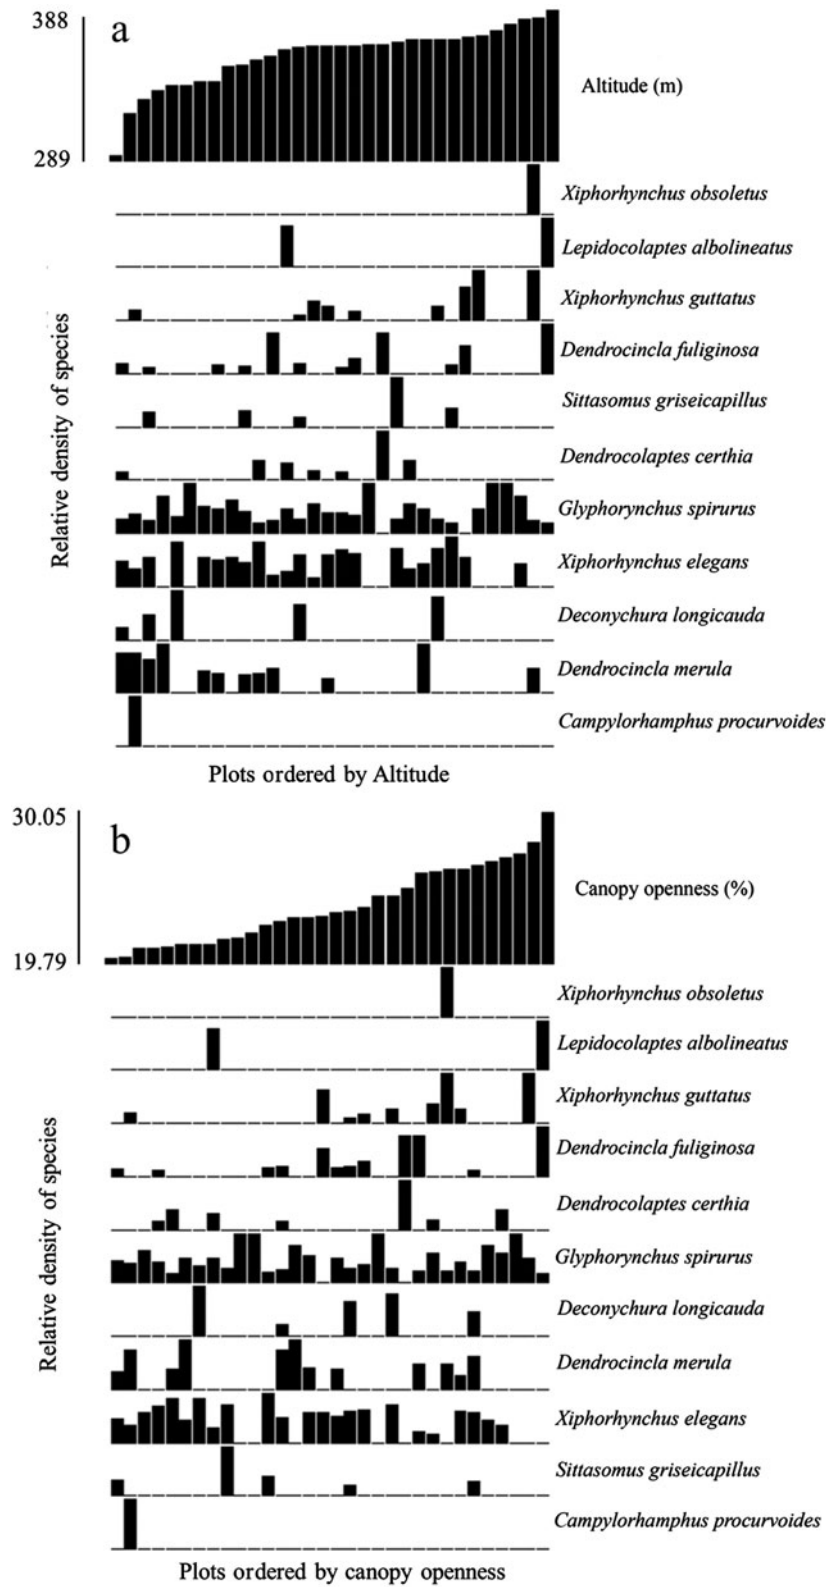 388
a
Altitude (m)
289
Xiphorhynchus obsoletus
Lepidocolaptes albolineatus
Xiphorhynchus guttatus
Dendrocincla fuliginosa
Sittasomus griseicapillus
Dendrocolaptes certhia
Glyphorynchus spirurus
Xiphorhynchus elegans
Deconychura longicauda
Dendrocincla merula
Campylorhamphus procurvoides
Relative density of species
Plots ordered by Altitude
30.05
b
Canopy openness (%)
19.79
Xiphorhynchus obsoletus
Lepidocolaptes albolineatus
Xiphorhynchus guttatus
Dendrocincla fuliginosa
Dendrocolaptes certhia
Glyphorynchus spirurus
Deconychura longicauda
Dendrocincla merula
Xiphorhynchus elegans
Sittasomus griseicapillus
Campylorhamphus procurvoides
Relative density of species
Plots ordered by canopy openness